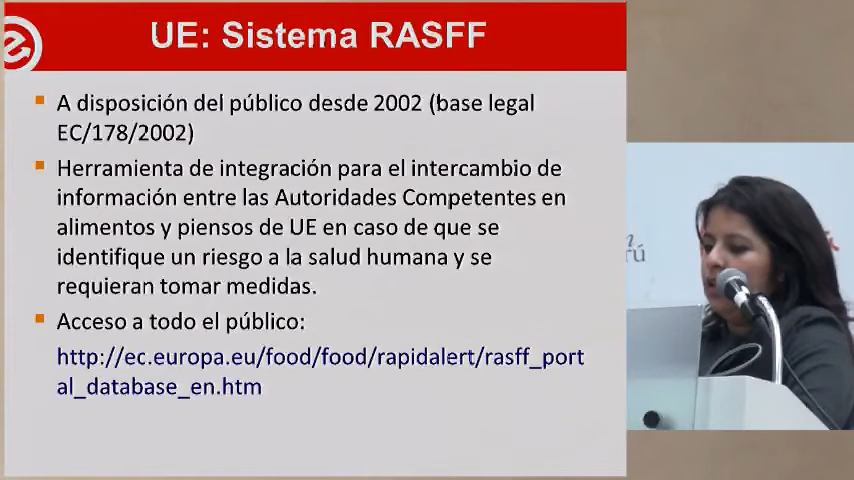 UE: Sistema RASFF
A disposición del público desde 2002 (base legal
EC/178/2002)
Herramienta de integración para el intercambio de
información entre las Autoridades Competentes en
alimentos y piensos de UE en caso de que se
identifique un riesgo a la salud humana y se
requieran tomar medidas.
Acceso a todo el público:
http://ec.europa.eu/food/food/rapidalert/rasff_port
al_database_en.htm